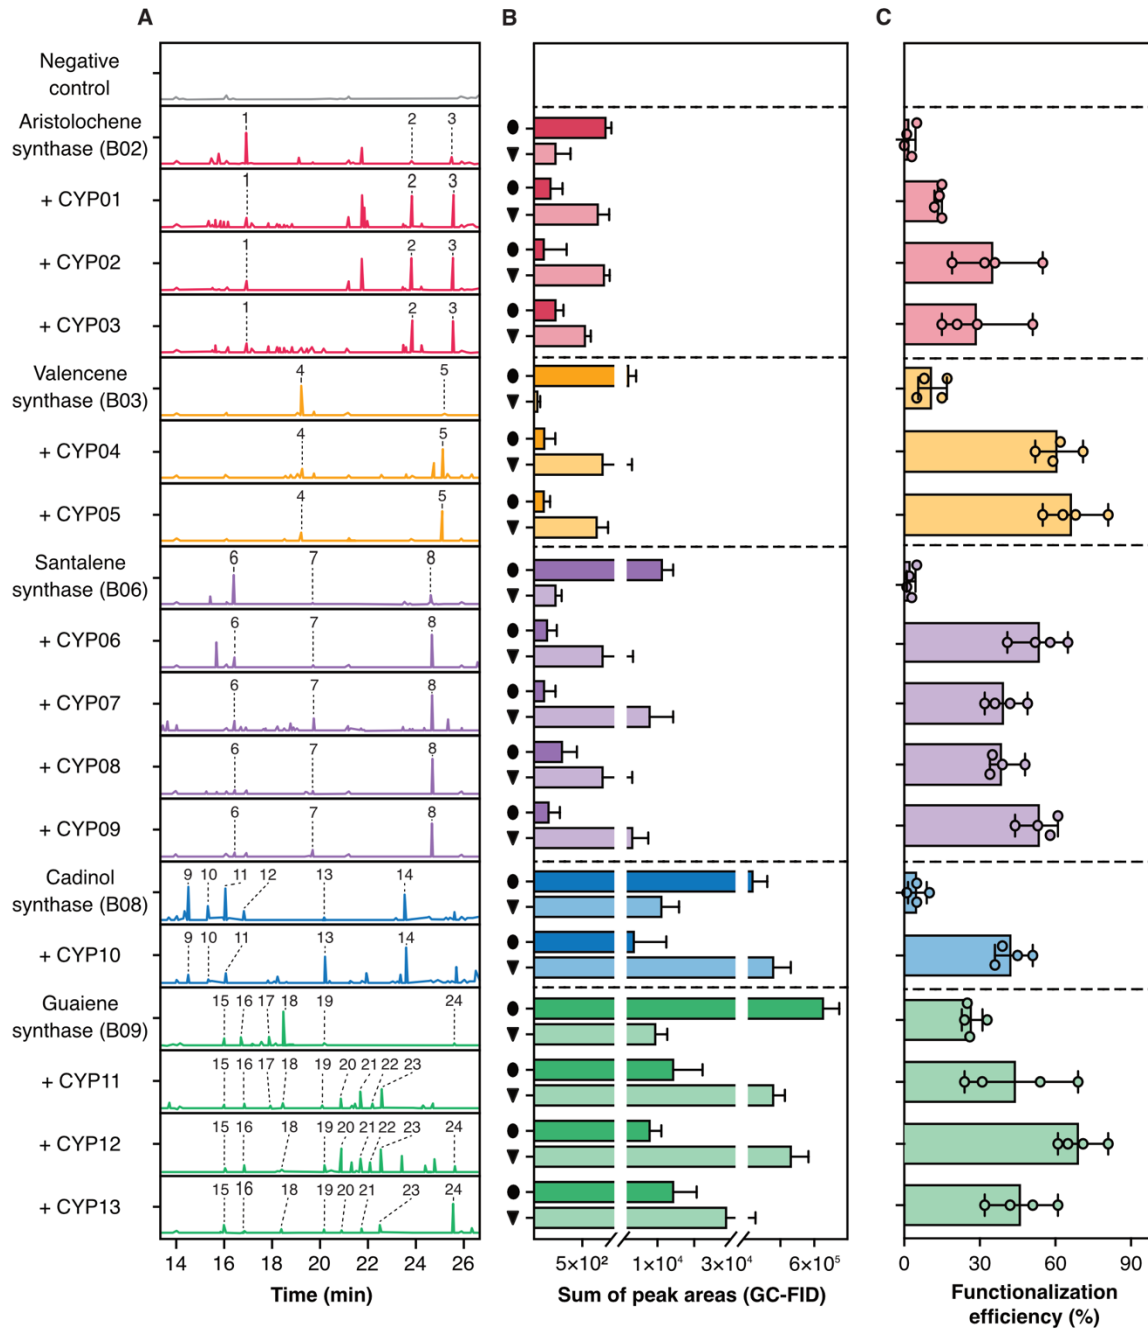 A
B
C
Negative
control
Aristolochene
synthase (B02)
1
2
3
+ CYP01
1
2
3
+ CYP02
1
2
3
+ CYP03
1
2
3
Valencene
synthase (B03)
4
5
+ CYP04
4
5
+ CYP05
4
5
Santalene
synthase (B06)
6
7
8
+ CYP06
6
7
8
+ CYP07
6
7
8
+ CYP08
6
7
8
+ CYP09
6
7
8
Cadinol
synthase (B08)
9 10 11 12 13 14
+ CYP10
9 10 11 13 14
Guaiene
synthase (B09)
15 16 17 18 19 24
+ CYP11
15 16 17 18 19 20 21 22 23
+ CYP12
15 16 18 19 20 21 22 23 24
+ CYP13
15 16 18 19 20 21 23 24
14 16 18 20 22 24 26
Time (min)
5×10² 1×10⁴ 3×10⁴ 6×10⁵
Sum of peak areas (GC-FID)
0 30 60 90
Functionalization
efficiency (%)